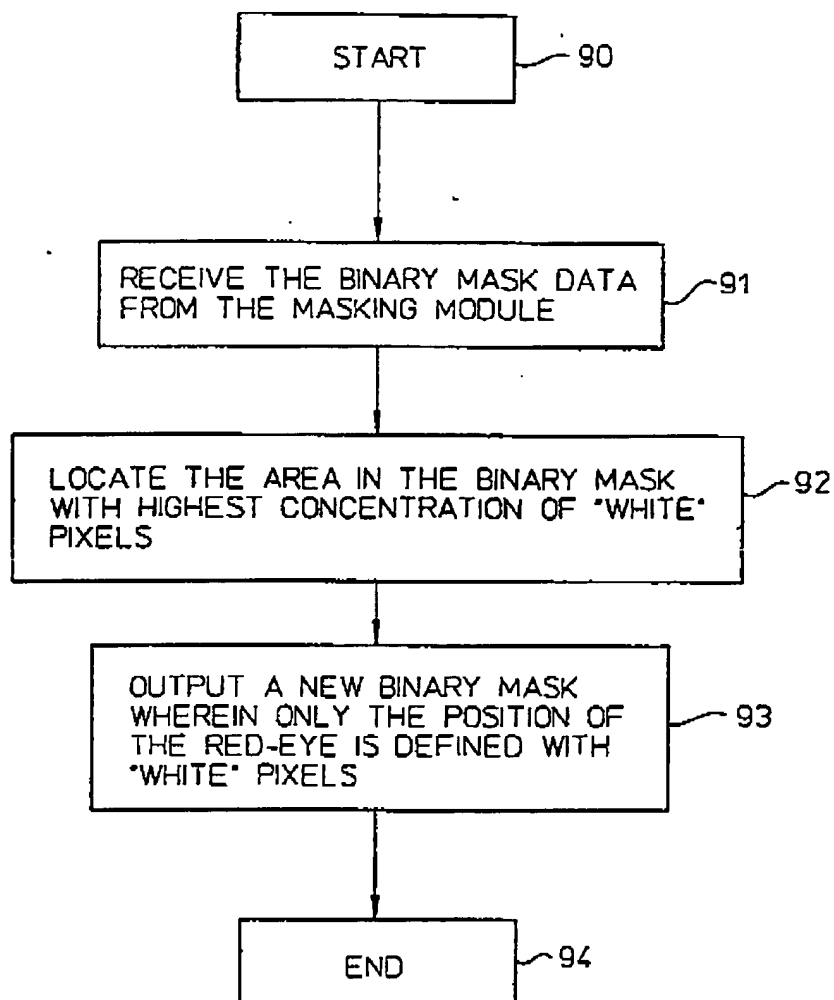 START
90
RECEIVE THE BINARY MASK DATA
FROM THE MASKING MODULE
91
LOCATE THE AREA IN THE BINARY MASK
WITH HIGHEST CONCENTRATION OF "WHITE"
PIXELS
92
OUTPUT A NEW BINARY MASK
WHEREIN ONLY THE POSITION OF
THE RED-EYE IS DEFINED WITH
"WHITE" PIXELS
93
END
94